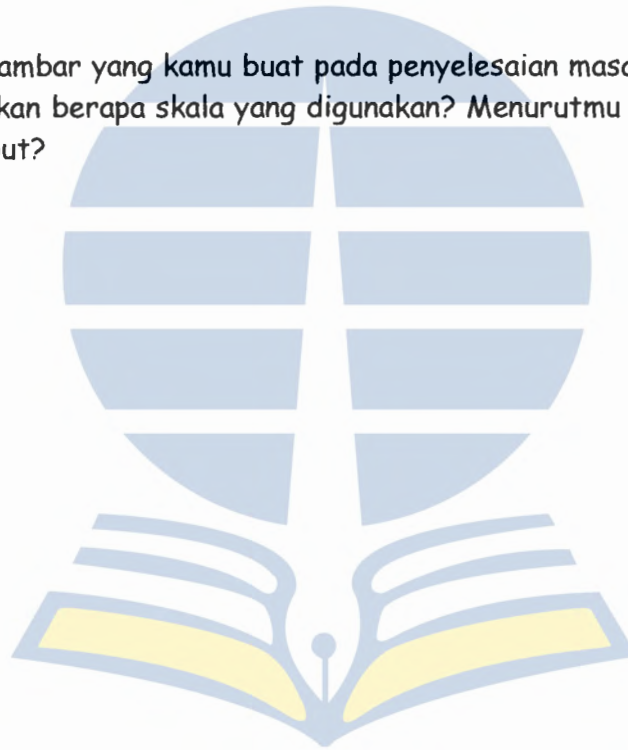 ambar yang kamu buat pada penyelesaian masa
kan berapa skala yang digunakan? Menurutmu
ut?